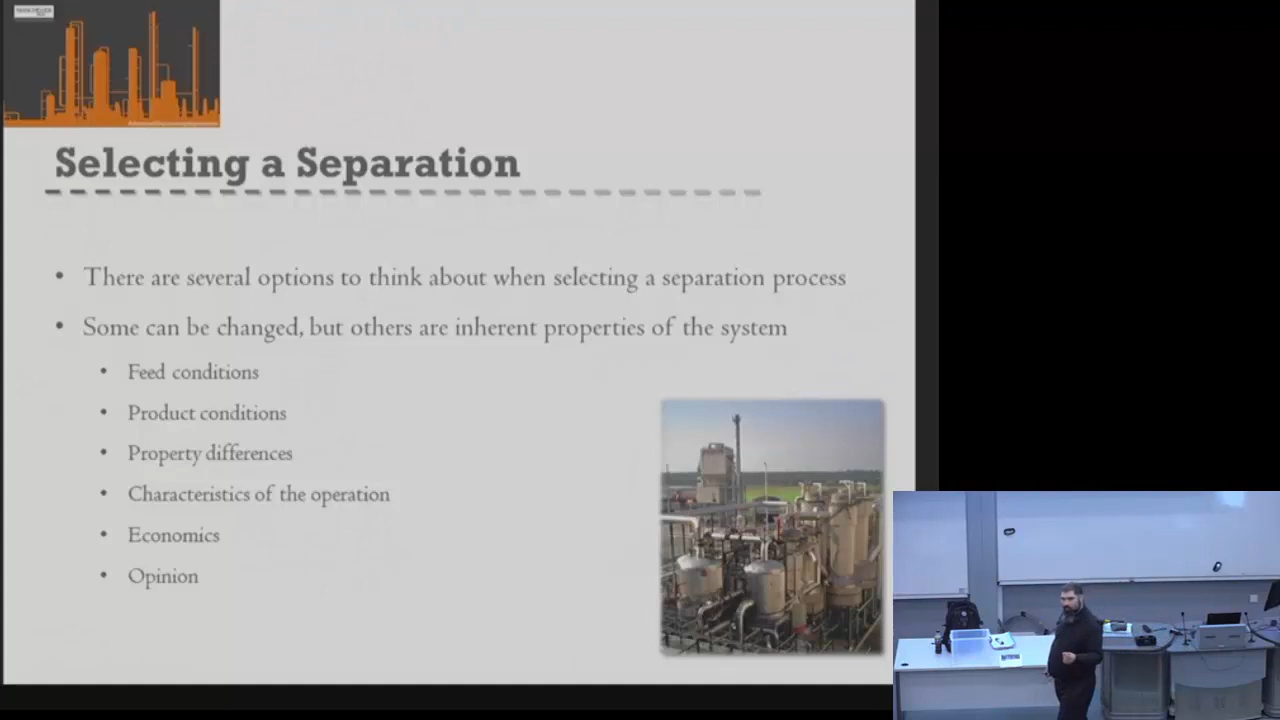 MANCHESTER
Selecting a Separation
• There are several options to think about when selecting a separation process
• Some can be changed, but others are inherent properties of the system
• Feed conditions
• Product conditions
• Property differences
• Characteristics of the operation
• Economics
• Opinion